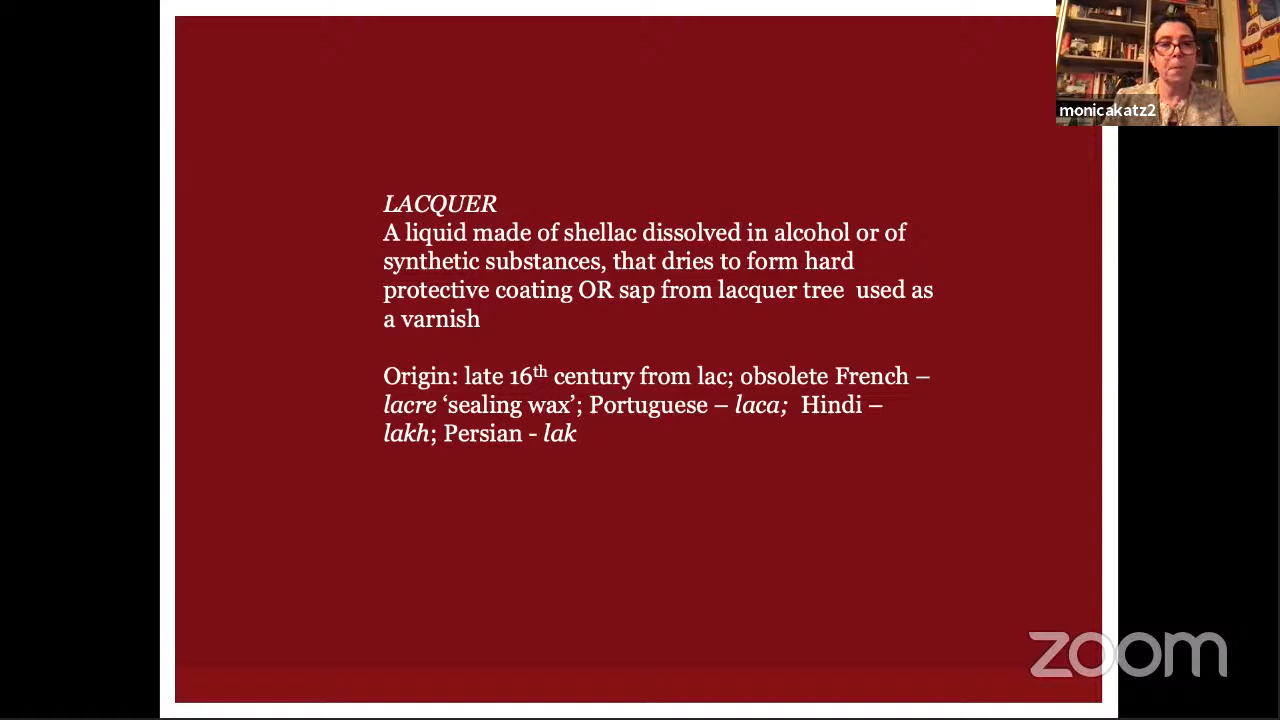 monicakatz2
LACQUER
A liquid made of shellac dissolved in alcohol or of
synthetic substances, that dries to form hard
protective coating OR sap from lacquer tree  used as
a varnish
Origin: late 16th century from lac; obsolete French –
lacre ‘sealing wax’; Portuguese – laca;  Hindi –
lakh; Persian - lak
zoom